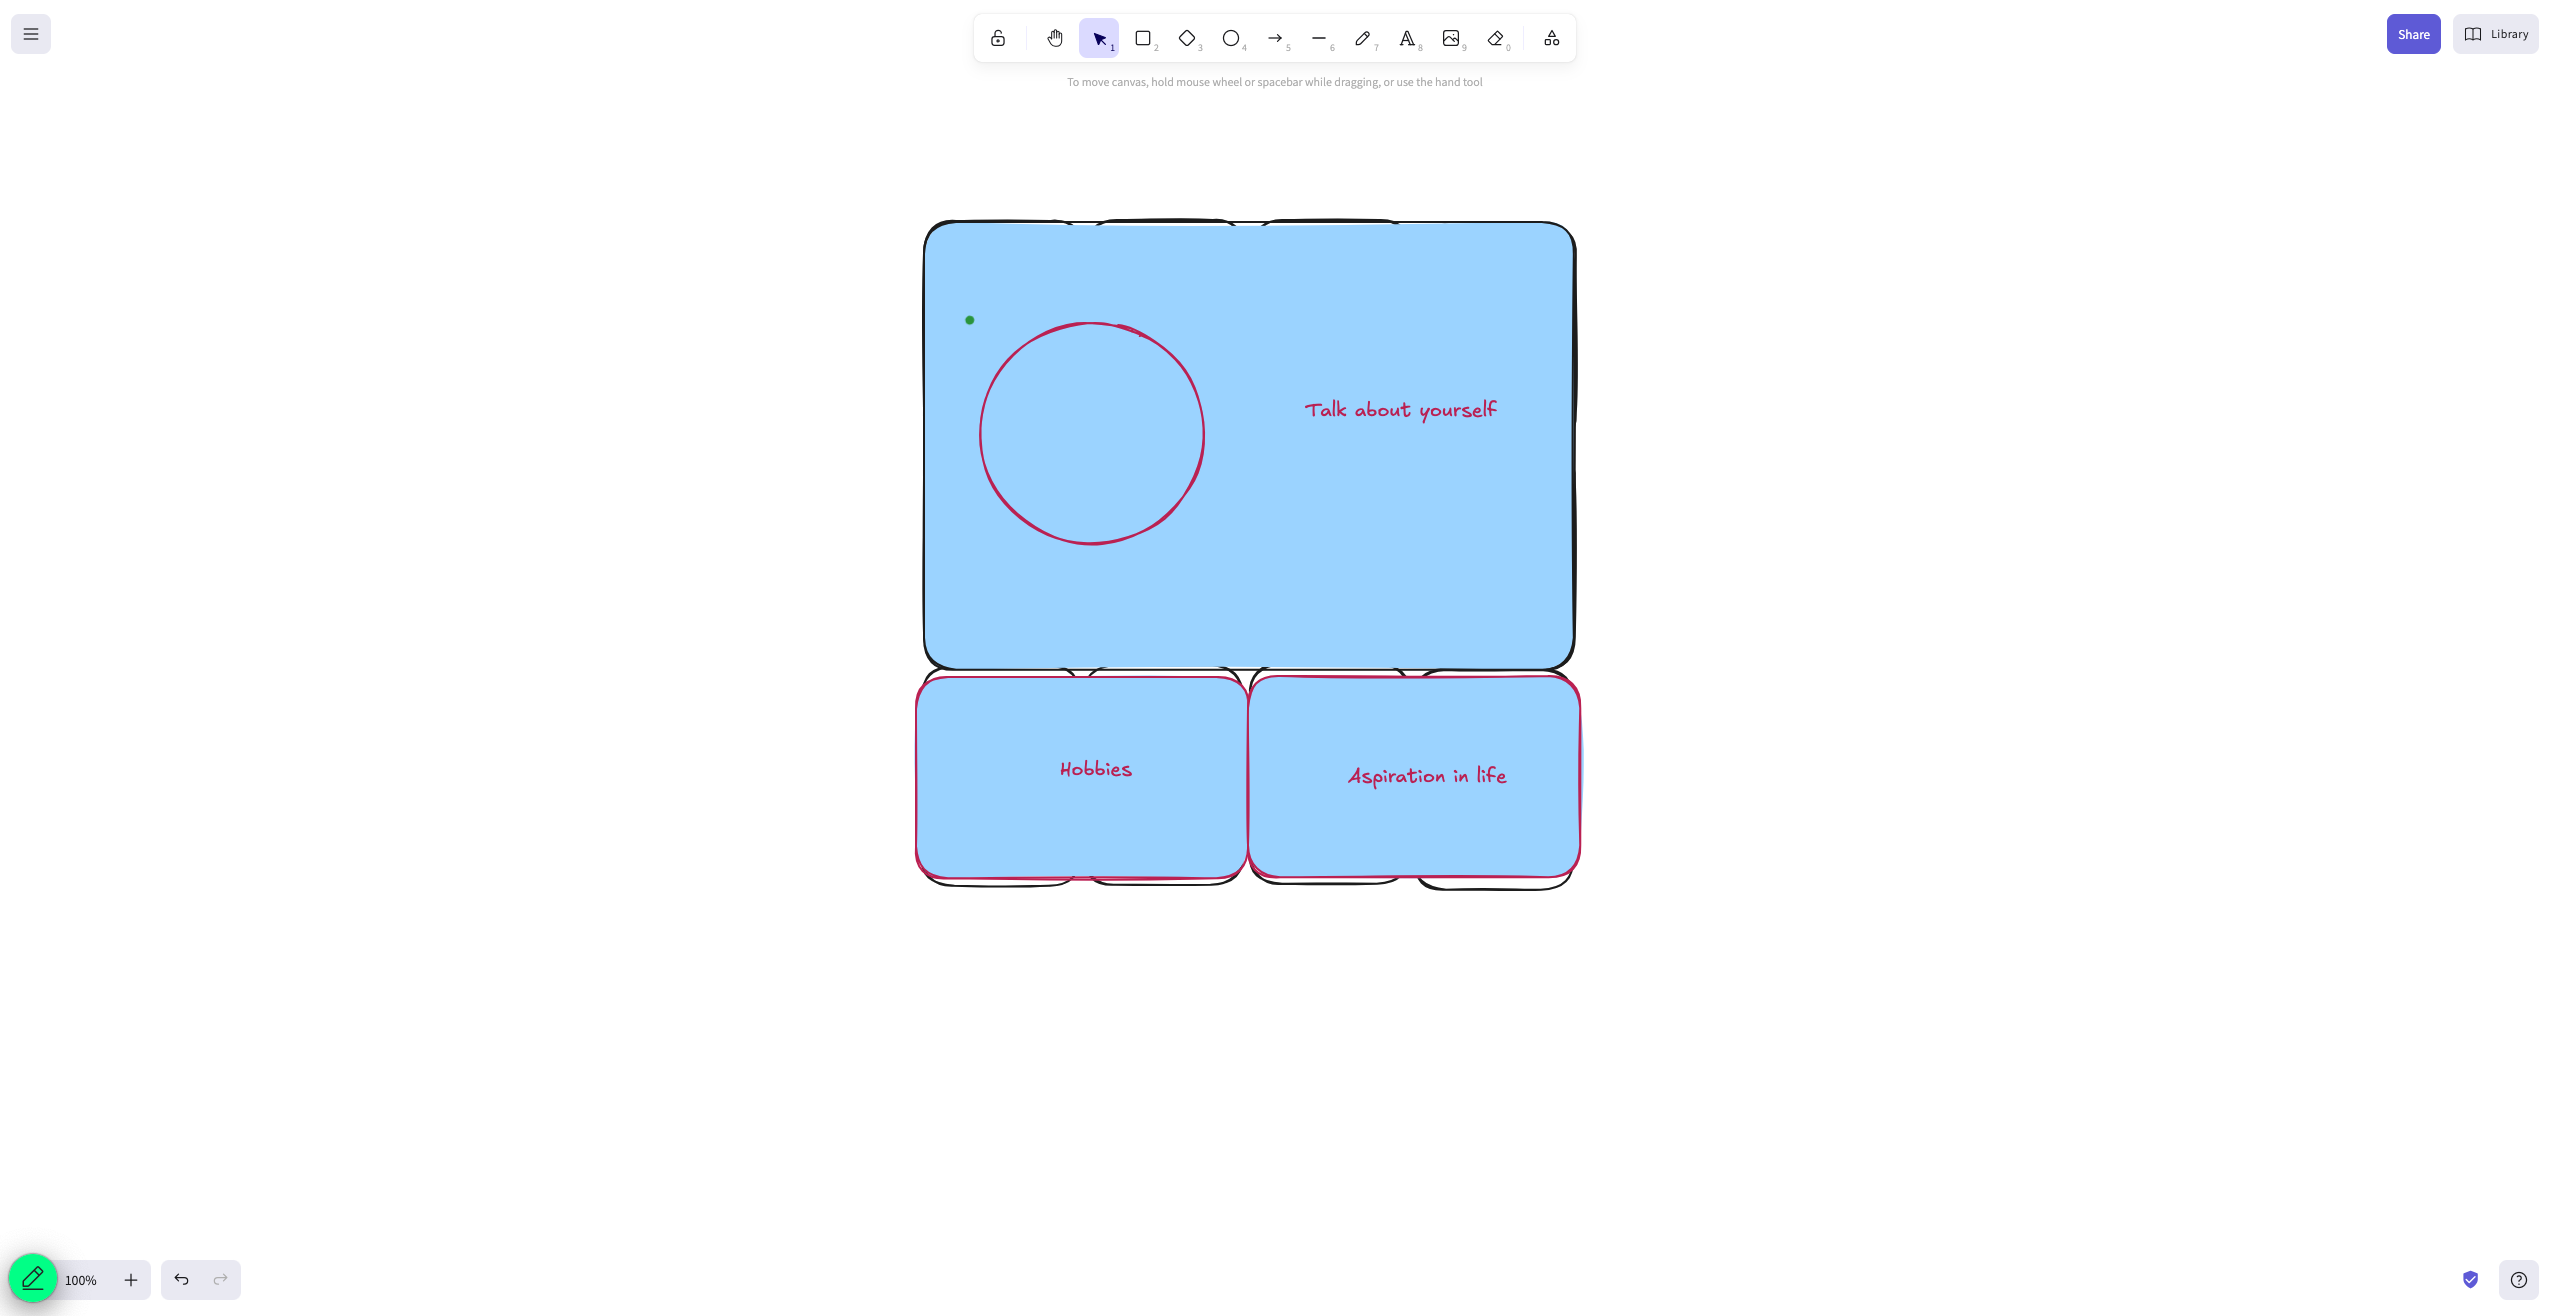 1
2
3
4
5
6
7
8
9
0
Share
Library
To move canvas, hold mouse wheel or spacebar while dragging, or use the hand tool
Talk about yourself
Hobbies
Aspiration in life
100%